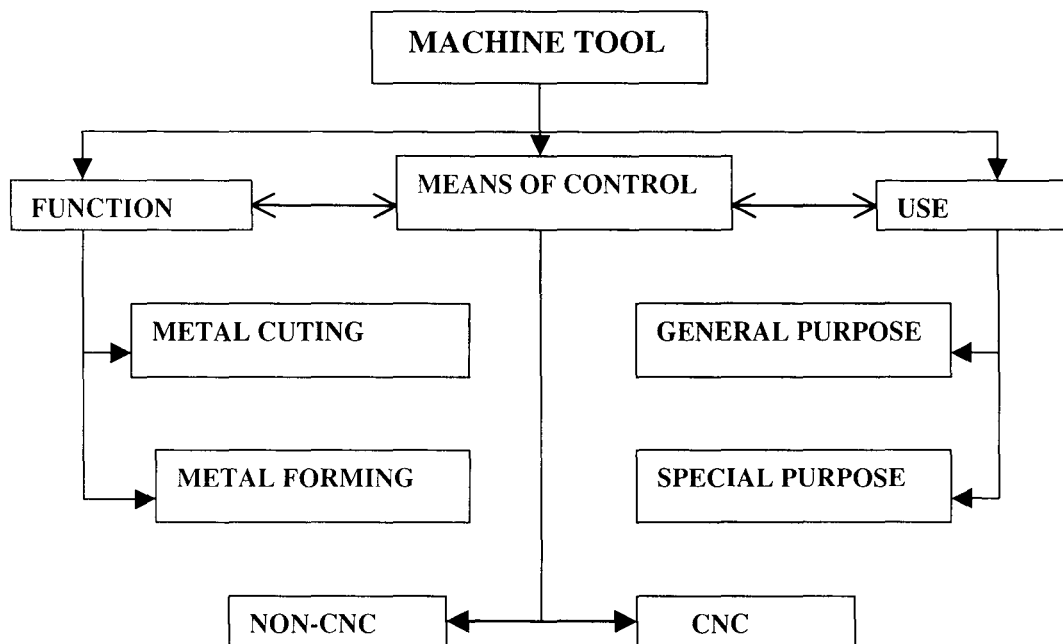 MACHINE TOOL
FUNCTION
MEANS OF CONTROL
USE
METAL CUTING
GENERAL PURPOSE
METAL FORMING
SPECIAL PURPOSE
NON-CNC
CNC